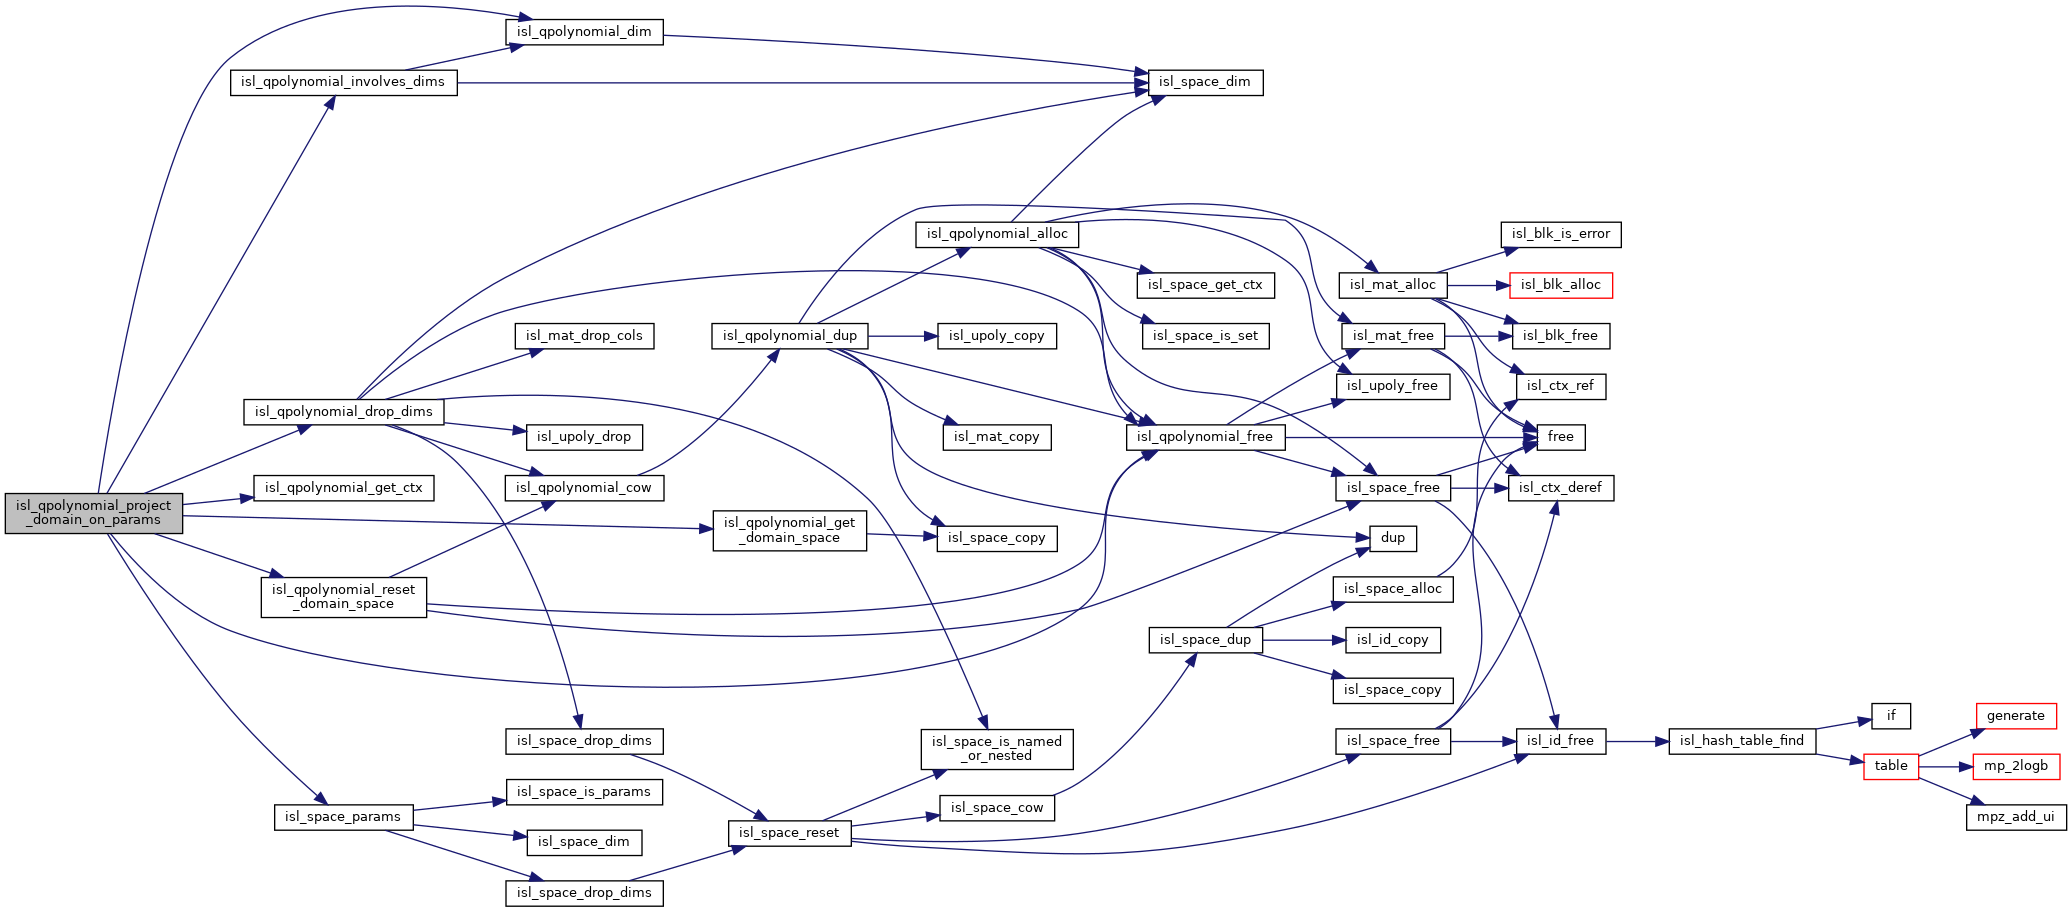 isl_qpolynomial_project
_domain_on_params
isl_qpolynomial_dim
isl_qpolynomial_involves_dims
isl_space_dim
isl_qpolynomial_drop_dims
isl_mat_drop_cols
isl_upoly_drop
isl_qpolynomial_cow
isl_qpolynomial_get_ctx
isl_qpolynomial_get
_domain_space
isl_qpolynomial_reset
_domain_space
isl_qpolynomial_dup
isl_qpolynomial_alloc
isl_upoly_copy
isl_mat_copy
isl_space_copy
isl_space_get_ctx
isl_space_is_set
isl_qpolynomial_free
isl_mat_alloc
isl_mat_free
isl_upoly_free
isl_space_free
dup
isl_blk_is_error
isl_blk_alloc
isl_blk_free
isl_ctx_ref
free
isl_ctx_deref
isl_space_alloc
isl_space_dup
isl_id_copy
isl_space_copy
isl_space_drop_dims
isl_space_is_named
_or_nested
isl_space_free
isl_id_free
isl_hash_table_find
if
generate
table
mp_2logb
mpz_add_ui
isl_space_params
isl_space_is_params
isl_space_dim
isl_space_drop_dims
isl_space_reset
isl_space_cow